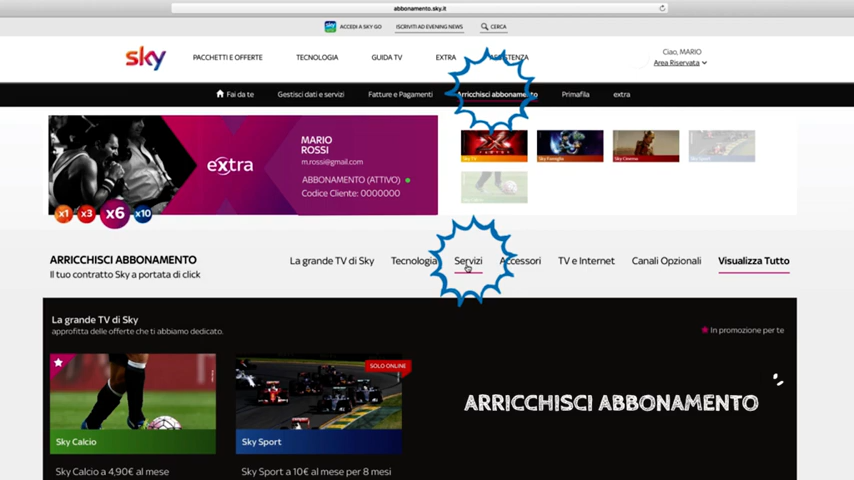 abbonamento.sky.it
sky
ACCEDI A SKY GO
ISCRIVITI AD EVENING NEWS
CERCA
sky
PACCHETTI E OFFERTE
TECNOLOGIA
GUIDA TV
EXTRA
ASSISTENZA
Ciao, MARIO
Area Riservata
Fai da te
Gestisci dati e servizi
Fatture e Pagamenti
Arricchisci abbonamento
Primafila
extra
extra
MARIO
ROSSI
m.rossi@gmail.com
ABBONAMENTO (ATTIVO)
Codice Cliente: 0000000
x1
x3
x6
x10
Sky TV
Sky Famiglia
Sky Cinema
Sky Sport
ARRICCHISCI ABBONAMENTO
Il tuo contratto Sky a portata di click
La grande TV di Sky
Tecnologia
Servizi
Accessori
TV e Internet
Canali Opzionali
Visualizza Tutto
La grande TV di Sky
approfitta delle offerte che ti abbiamo dedicato.
In promozione per te
SOLO ONLINE
ARRICCHISCI ABBONAMENTO
Sky Calcio
Sky Sport
Sky Calcio a 4,90€ al mese
Sky Sport a 10€ al mese per 8 mesi